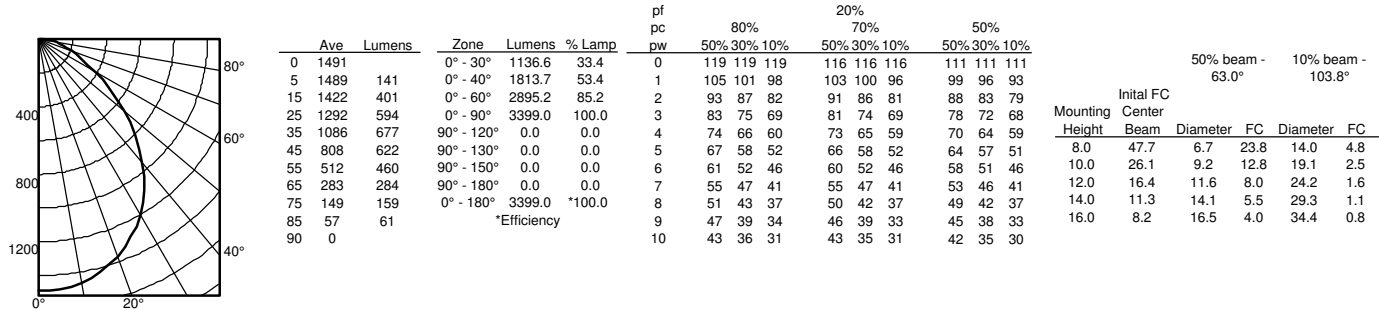 400
800
1200
0°
20°
40°
60°
80°
Ave Lumens
0 1491
5 1489 141
15 1422 401
25 1292 594
35 1086 677
45 808 622
55 512 460
65 283 284
75 149 159
85 57 61
90 0
Zone Lumens % Lamp
0° - 30° 1136.6 33.4
0° - 40° 1813.7 53.4
0° - 60° 2895.2 85.2
0° - 90° 3399.0 100.0
90° - 120° 0.0 0.0
90° - 130° 0.0 0.0
90° - 150° 0.0 0.0
90° - 180° 0.0 0.0
0° - 180° 3399.0 *100.0
*Efficiency
pf 20%
pc 80% 70% 50%
pw 50% 30% 10% 50% 30% 10% 50% 30% 10%
0 119 119 119 116 116 116 111 111 111
1 105 101 98 103 100 96 99 96 93
2 93 87 82 91 86 81 88 83 79
3 83 75 69 81 74 69 78 72 68
4 74 66 60 73 65 59 70 64 59
5 67 58 52 66 58 52 64 57 51
6 61 52 46 60 52 46 58 51 46
7 55 47 41 55 47 41 53 46 41
8 51 43 37 50 42 37 49 42 37
9 47 39 34 46 39 33 45 38 33
10 43 36 31 43 35 31 42 35 30
50% beam - 10% beam -
63.0° 103.8°
Inital FC
Mounting Center
Height Beam Diameter FC Diameter FC
8.0 47.7 6.7 23.8 14.0 4.8
10.0 26.1 9.2 12.8 19.1 2.5
12.0 16.4 11.6 8.0 24.2 1.6
14.0 11.3 14.1 5.5 29.3 1.1
16.0 8.2 16.5 4.0 34.4 0.8